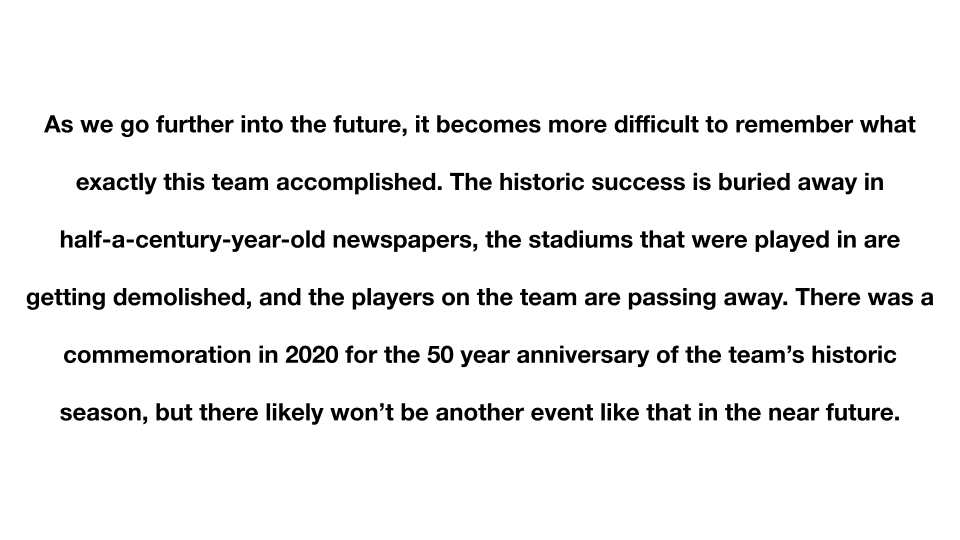 As we go further into the future, it becomes more difficult to remember what
exactly this team accomplished. The historic success is buried away in
half-a-century-year-old newspapers, the stadiums that were played in are
getting demolished, and the players on the team are passing away. There was a
commemoration in 2020 for the 50 year anniversary of the team’s historic
season, but there likely won’t be another event like that in the near future.